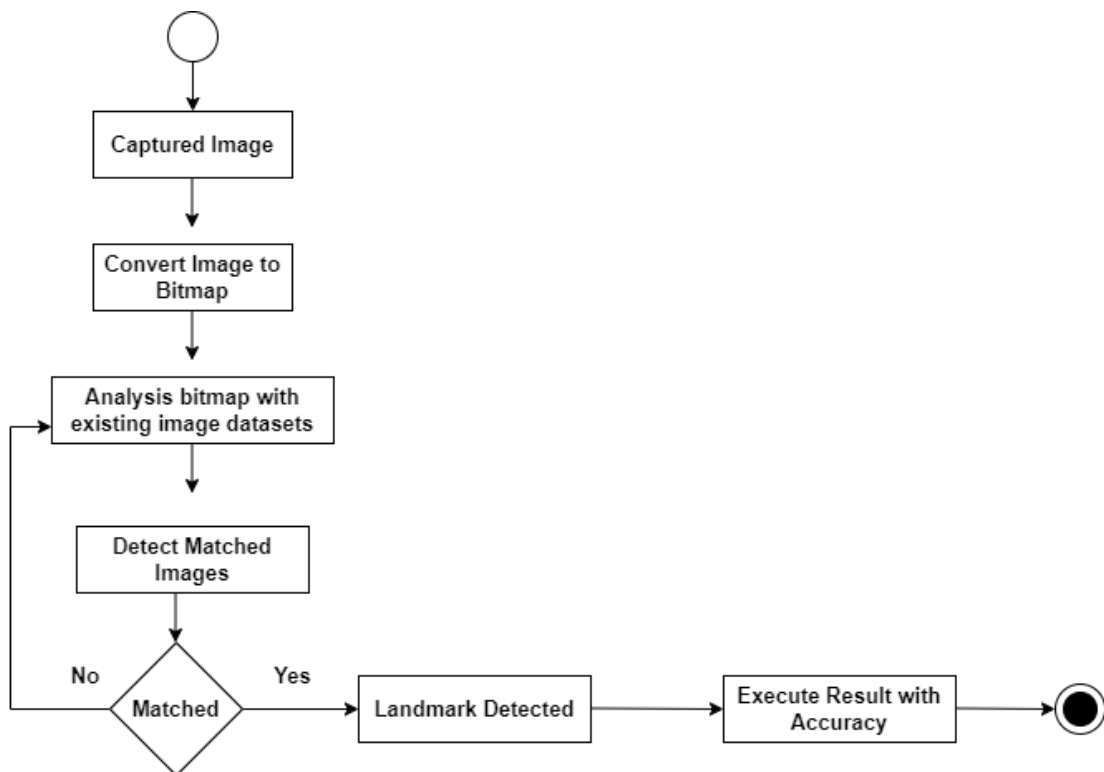 Captured Image
Convert Image to
Bitmap
Analysis bitmap with
existing image datasets
Detect Matched
Images
No
Matched
Yes
Landmark Detected
Execute Result with
Accuracy